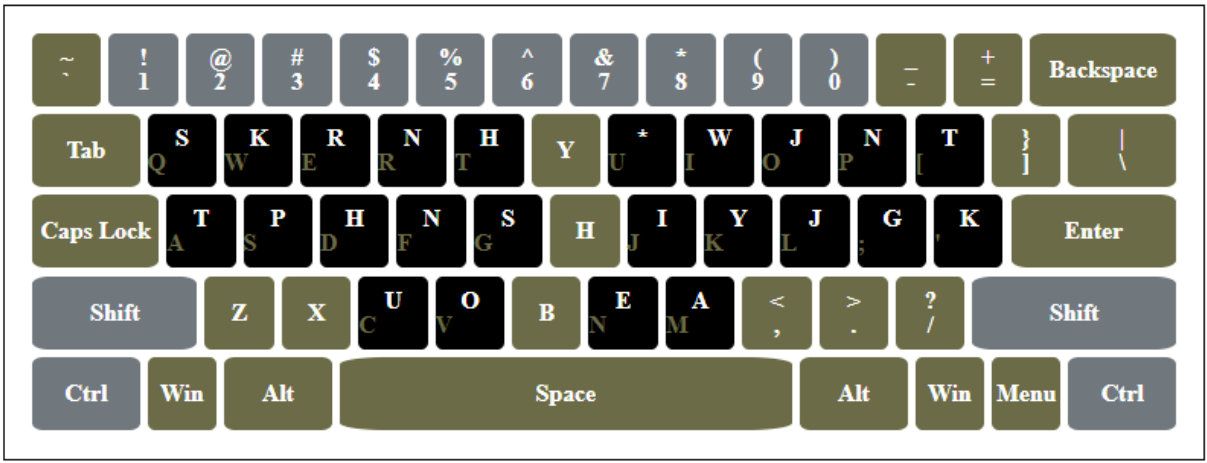 ~ ! @ # $ % ^ & * ( ) _ +
` 1 2 3 4 5 6 7 8 9 0 - = Backspace
Tab S K R N H Y * W J N T } |
Q W E R T U I O P [ ] \
Caps Lock T P H N S H I Y J G K Enter
A S D F G J K L ; '
Shift Z X U O B E A < > ? Shift
C V N M , . /
Ctrl Win Alt Space Alt Win Menu Ctrl